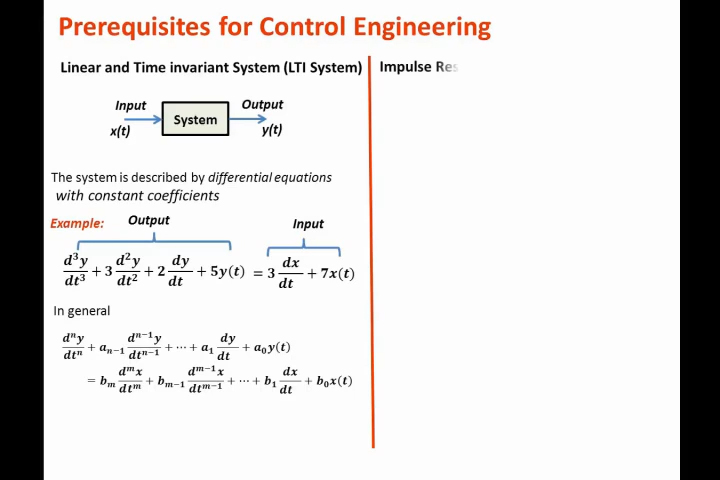 Prerequisites for Control Engineering
Linear and Time invariant System (LTI System)
Input
Output
System
x(t)
y(t)
The system is described by differential equations
with constant coefficients
Example:
Output
Input
d³y/dt³ + 3 d²y/dt² + 2 dy/dt + 5y(t) = 3 dx/dt + 7x(t)
In general
dⁿy/dtⁿ + aₙ₋₁ dⁿ⁻¹y/dtⁿ⁻¹ + ⋯ + a₁ dy/dt + a₀y(t)
= bₘ dᵐx/dtᵐ + bₘ₋₁ dᵐ⁻¹x/dtᵐ⁻¹ + ⋯ + b₁ dx/dt + b₀x(t)
Impulse Res